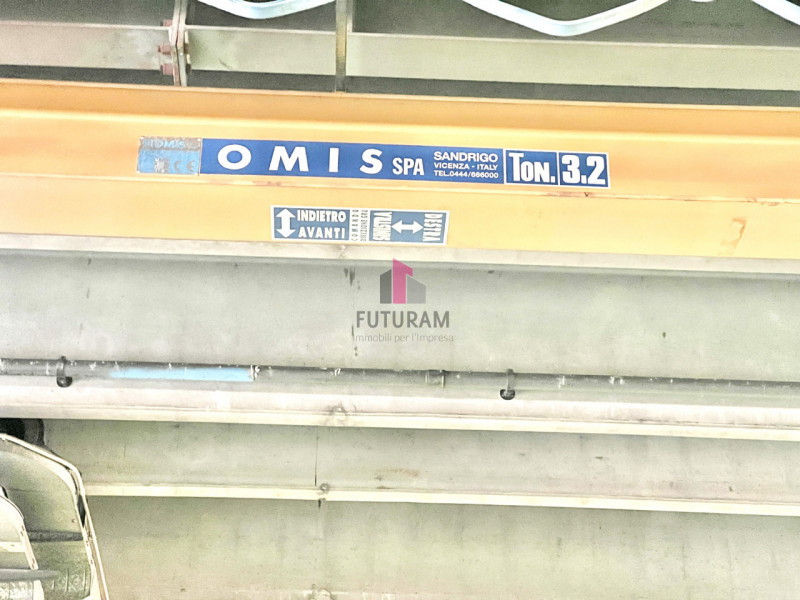 OMIS SPA
SANDRIGO
VICENZA - ITALY
TEL.0444/666000
TON. 3.2
INDIETRO
AVANTI
COMANDO
SINISTRA
DESTRA
FUTURAM
immobili per l'impresa